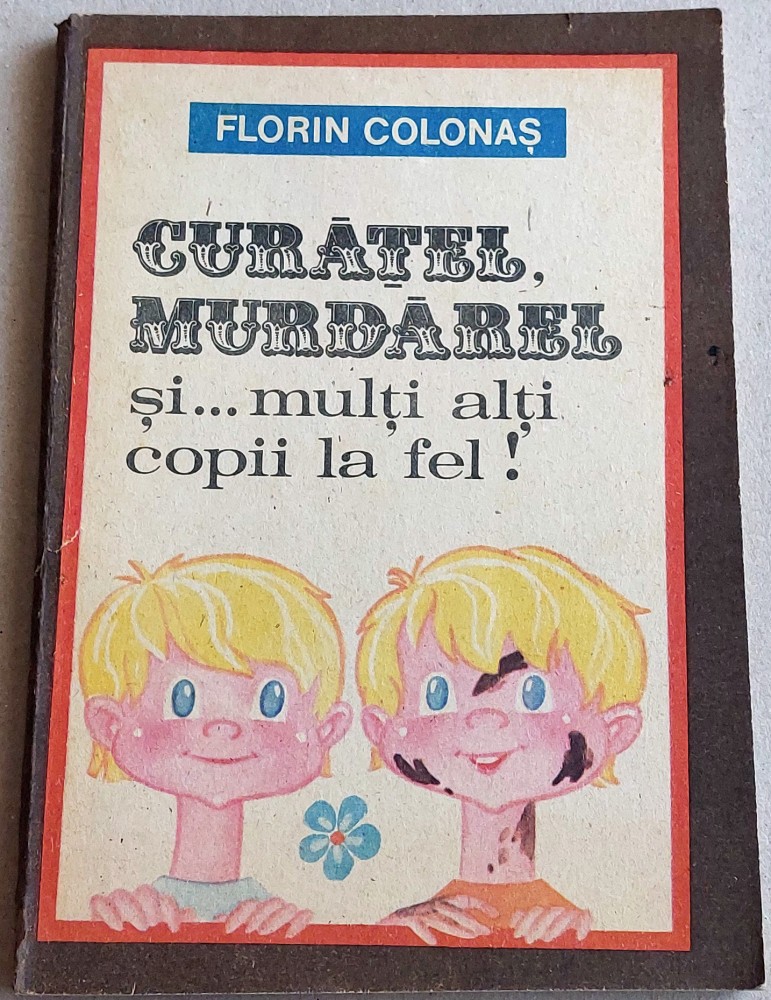 FLORIN COLONAȘ
CURĂȚEL,
MURDĂREL
și... mulți alți
copii la fel!